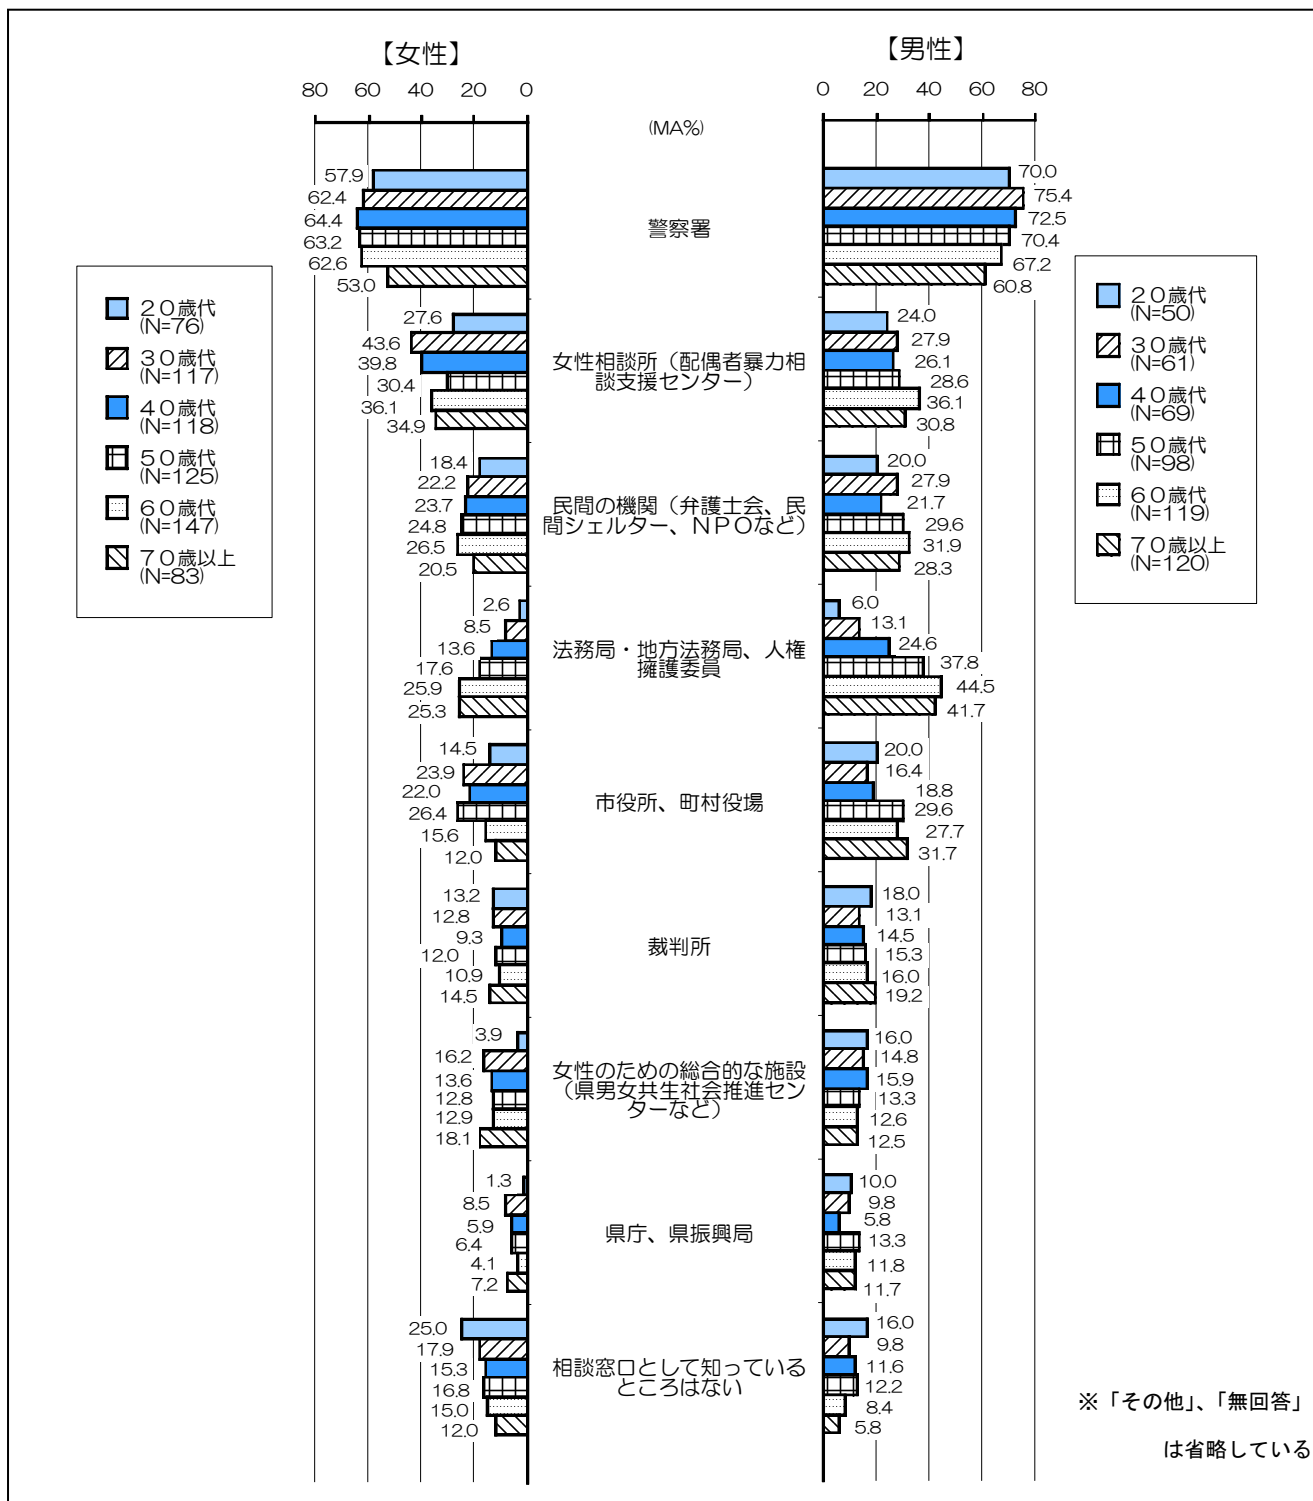 【女性】
【男性】
80 60 40 20 0
0 20 40 60 80
(MA%)
警察署
57.9
62.4
64.4
63.2
62.6
53.0
70.0
75.4
72.5
70.4
67.2
60.8
２０歳代
(N=76)
３０歳代
(N=117)
４０歳代
(N=118)
５０歳代
(N=125)
６０歳代
(N=147)
７０歳以上
(N=83)
２０歳代
(N=50)
３０歳代
(N=61)
４０歳代
(N=69)
５０歳代
(N=98)
６０歳代
(N=119)
７０歳以上
(N=120)
女性相談所（配偶者暴力相
談支援センター）
27.6
43.6
39.8
30.4
36.1
34.9
24.0
27.9
26.1
28.6
36.1
30.8
民間の機関（弁護士会、民
間シェルター、ＮＰＯなど）
18.4
22.2
23.7
24.8
26.5
20.5
20.0
27.9
21.7
29.6
31.9
28.3
法務局・地方法務局、人権
擁護委員
2.6
8.5
13.6
17.6
25.9
25.3
6.0
13.1
24.6
37.8
44.5
41.7
市役所、町村役場
14.5
23.9
22.0
26.4
15.6
12.0
20.0
16.4
18.8
29.6
27.7
31.7
裁判所
13.2
12.8
9.3
12.0
10.9
14.5
18.0
13.1
14.5
15.3
16.0
19.2
女性のための総合的な施設
（県男女共生社会推進セン
ターなど）
3.9
16.2
13.6
12.8
12.9
18.1
16.0
14.8
15.9
13.3
12.6
12.5
県庁、県振興局
1.3
8.5
5.9
6.4
4.1
7.2
10.0
9.8
5.8
13.3
11.8
11.7
相談窓口として知っている
ところはない
25.0
17.9
15.3
16.8
15.0
12.0
16.0
9.8
11.6
12.2
8.4
5.8
※「その他」、「無回答」
は省略している